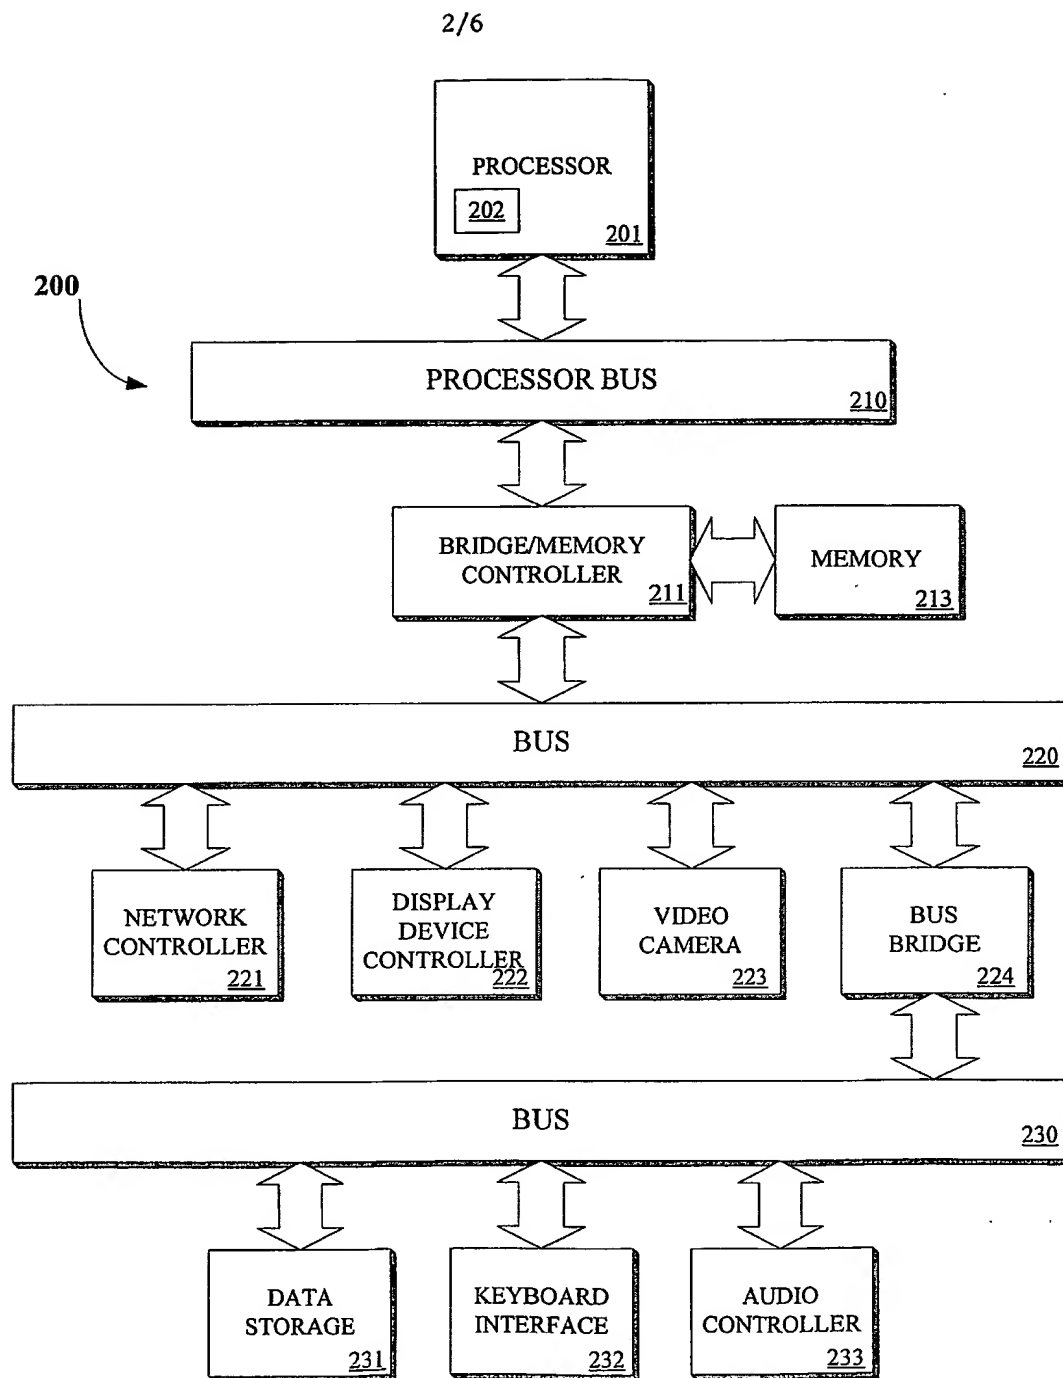 2/6
PROCESSOR
202
201
200
PROCESSOR BUS
210
BRIDGE/MEMORY
CONTROLLER
211
MEMORY
213
BUS
220
NETWORK
CONTROLLER
221
DISPLAY
DEVICE
CONTROLLER
222
VIDEO
CAMERA
223
BUS
BRIDGE
224
BUS
230
DATA
STORAGE
231
KEYBOARD
INTERFACE
232
AUDIO
CONTROLLER
233